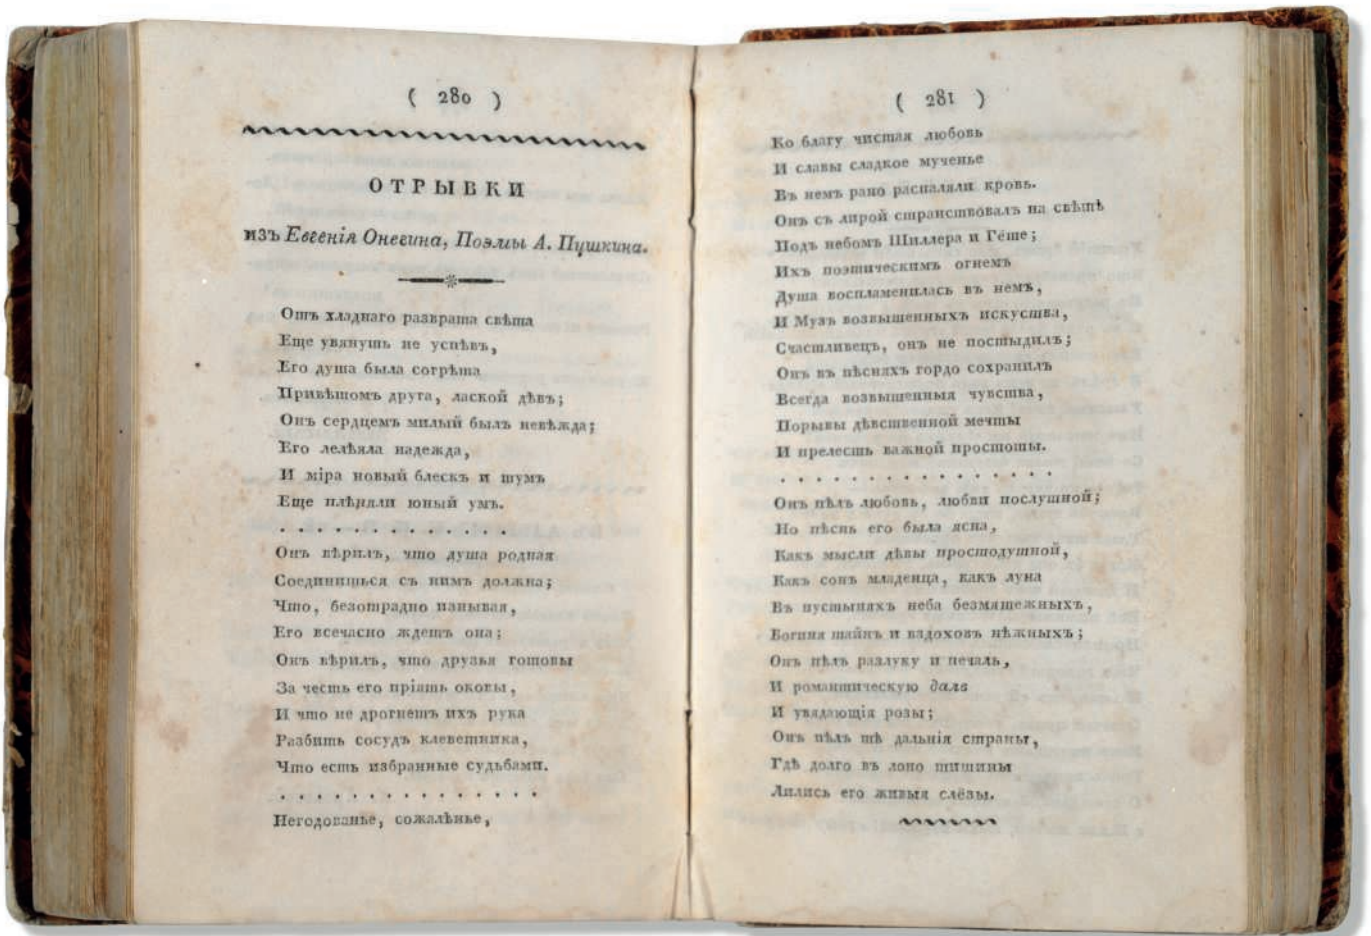 ( 280 )
ОТРЫВКИ
изъ Евгенія Онегина, Поэмы А. Пушкина.
Отъ хладнаго разврата свѣта
Еще увянуть не успѣвъ,
Его душа была согрѣта
Привѣтомъ друга, лаской дѣвъ;
Онъ сердцемъ милый былъ невѣжда;
Его лелѣяла надежда,
И міра новый блескъ и шумъ
Еще плѣняли юный умъ.
. . . . . . . . . . . . .
Онъ вѣрилъ, что душа родная
Соединиться съ нимъ должна;
Что, безотрадно изнывая,
Его всечасно ждетъ она;
Онъ вѣрилъ, что друзья готовы
За честь его пріять оковы,
И что не дрогнетъ ихъ рука
Разбить сосудъ клеветника,
Что есть избранные судьбами.
. . . . . . . . . . . . . . .
Негодованье, сожалѣнье,
( 281 )
Ко благу чистая любовь
И славы сладкое мученье
Въ немъ рано распаляли кровь.
Онъ съ лирой странствовалъ на свѣтѣ
Подъ небомъ Шиллера и Гёте;
Ихъ поэтическимъ огнемъ
Душа воспламенилась въ немъ,
И Музъ возвышенныхъ искуства,
Счастливецъ, онъ не постыдилъ;
Онъ въ пѣсняхъ гордо сохранилъ
Всегда возвышенныя чувства,
Порывы дѣвственной мечты
И прелесть важной простоты.
. . . . . . . . . . . . . . . .
Онъ пѣлъ любовь, любви послушной;
Но пѣснь его была ясна,
Какъ мысли дѣвы простодушной,
Какъ сонъ младенца, какъ луна
Въ пустыняхъ неба безмятежныхъ,
Богиня тайнъ и вздоховъ нѣжныхъ;
Онъ пѣлъ разлуку и печаль,
И романтическую даль
И увядающія розы;
Онъ пѣлъ тѣ дальнія страны,
Гдѣ долго въ лоно тишины
Лились его живыя слёзы.